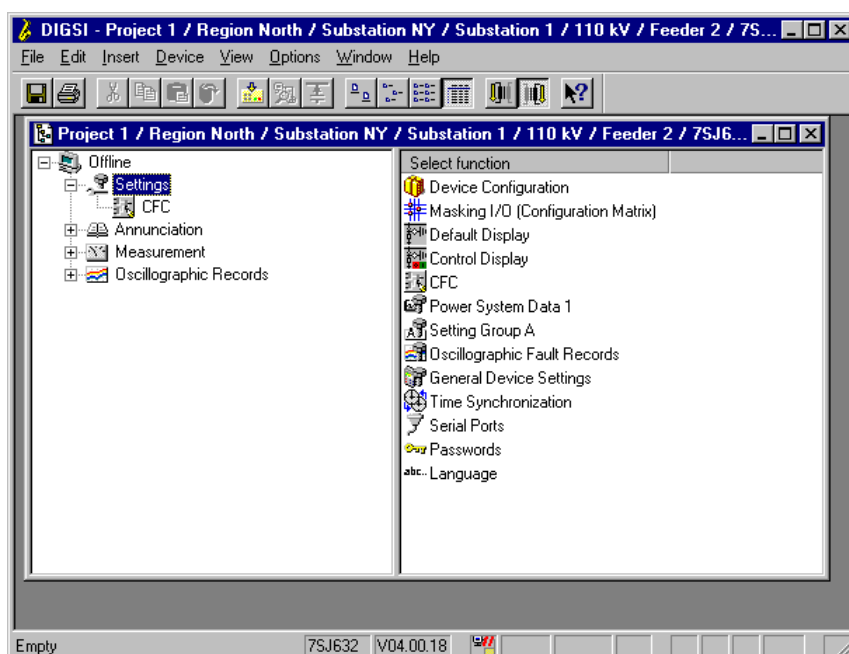 DIGSI - Project 1 / Region North / Substation NY / Substation 1 / 110 kV / Feeder 2 / 7S...
File Edit Insert Device View Options Window Help
Project 1 / Region North / Substation NY / Substation 1 / 110 kV / Feeder 2 / 7SJ6...
Offline
Settings
CFC
Annunciation
Measurement
Oscillographic Records
Select function
Device Configuration
Masking I/O (Configuration Matrix)
Default Display
Control Display
CFC
Power System Data 1
Setting Group A
Oscillographic Fault Records
General Device Settings
Time Synchronization
Serial Ports
Passwords
abc.. Language
Empty 7SJ632 V04.00.18